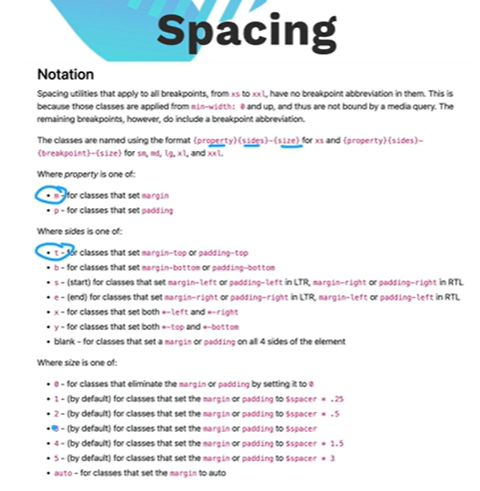 Spacing
Notation
Spacing utilities that apply to all breakpoints, from xs to xxl, have no breakpoint abbreviation in them. This is
because those classes are applied from min-width: 0 and up, and thus are not bound by a media query. The
remaining breakpoints, however, do include a breakpoint abbreviation.
The classes are named using the format {property}{sides}-{size} for xs and {property}{sides}-
{breakpoint}-{size} for sm, md, lg, xl, and xxl.
Where property is one of:
• m - for classes that set margin
• p - for classes that set padding
Where sides is one of:
• t - for classes that set margin-top or padding-top
• b - for classes that set margin-bottom or padding-bottom
• s - (start) for classes that set margin-left or padding-left in LTR, margin-right or padding-right in RTL
• e - (end) for classes that set margin-right or padding-right in LTR, margin-left or padding-left in RTL
• x - for classes that set both *-left and *-right
• y - for classes that set both *-top and *-bottom
• blank - for classes that set a margin or padding on all 4 sides of the element
Where size is one of:
• 0 - for classes that eliminate the margin or padding by setting it to 0
• 1 - (by default) for classes that set the margin or padding to $spacer * .25
• 2 - (by default) for classes that set the margin or padding to $spacer * .5
• 3 - (by default) for classes that set the margin or padding to $spacer
• 4 - (by default) for classes that set the margin or padding to $spacer * 1.5
• 5 - (by default) for classes that set the margin or padding to $spacer * 3
• auto - for classes that set the margin to auto